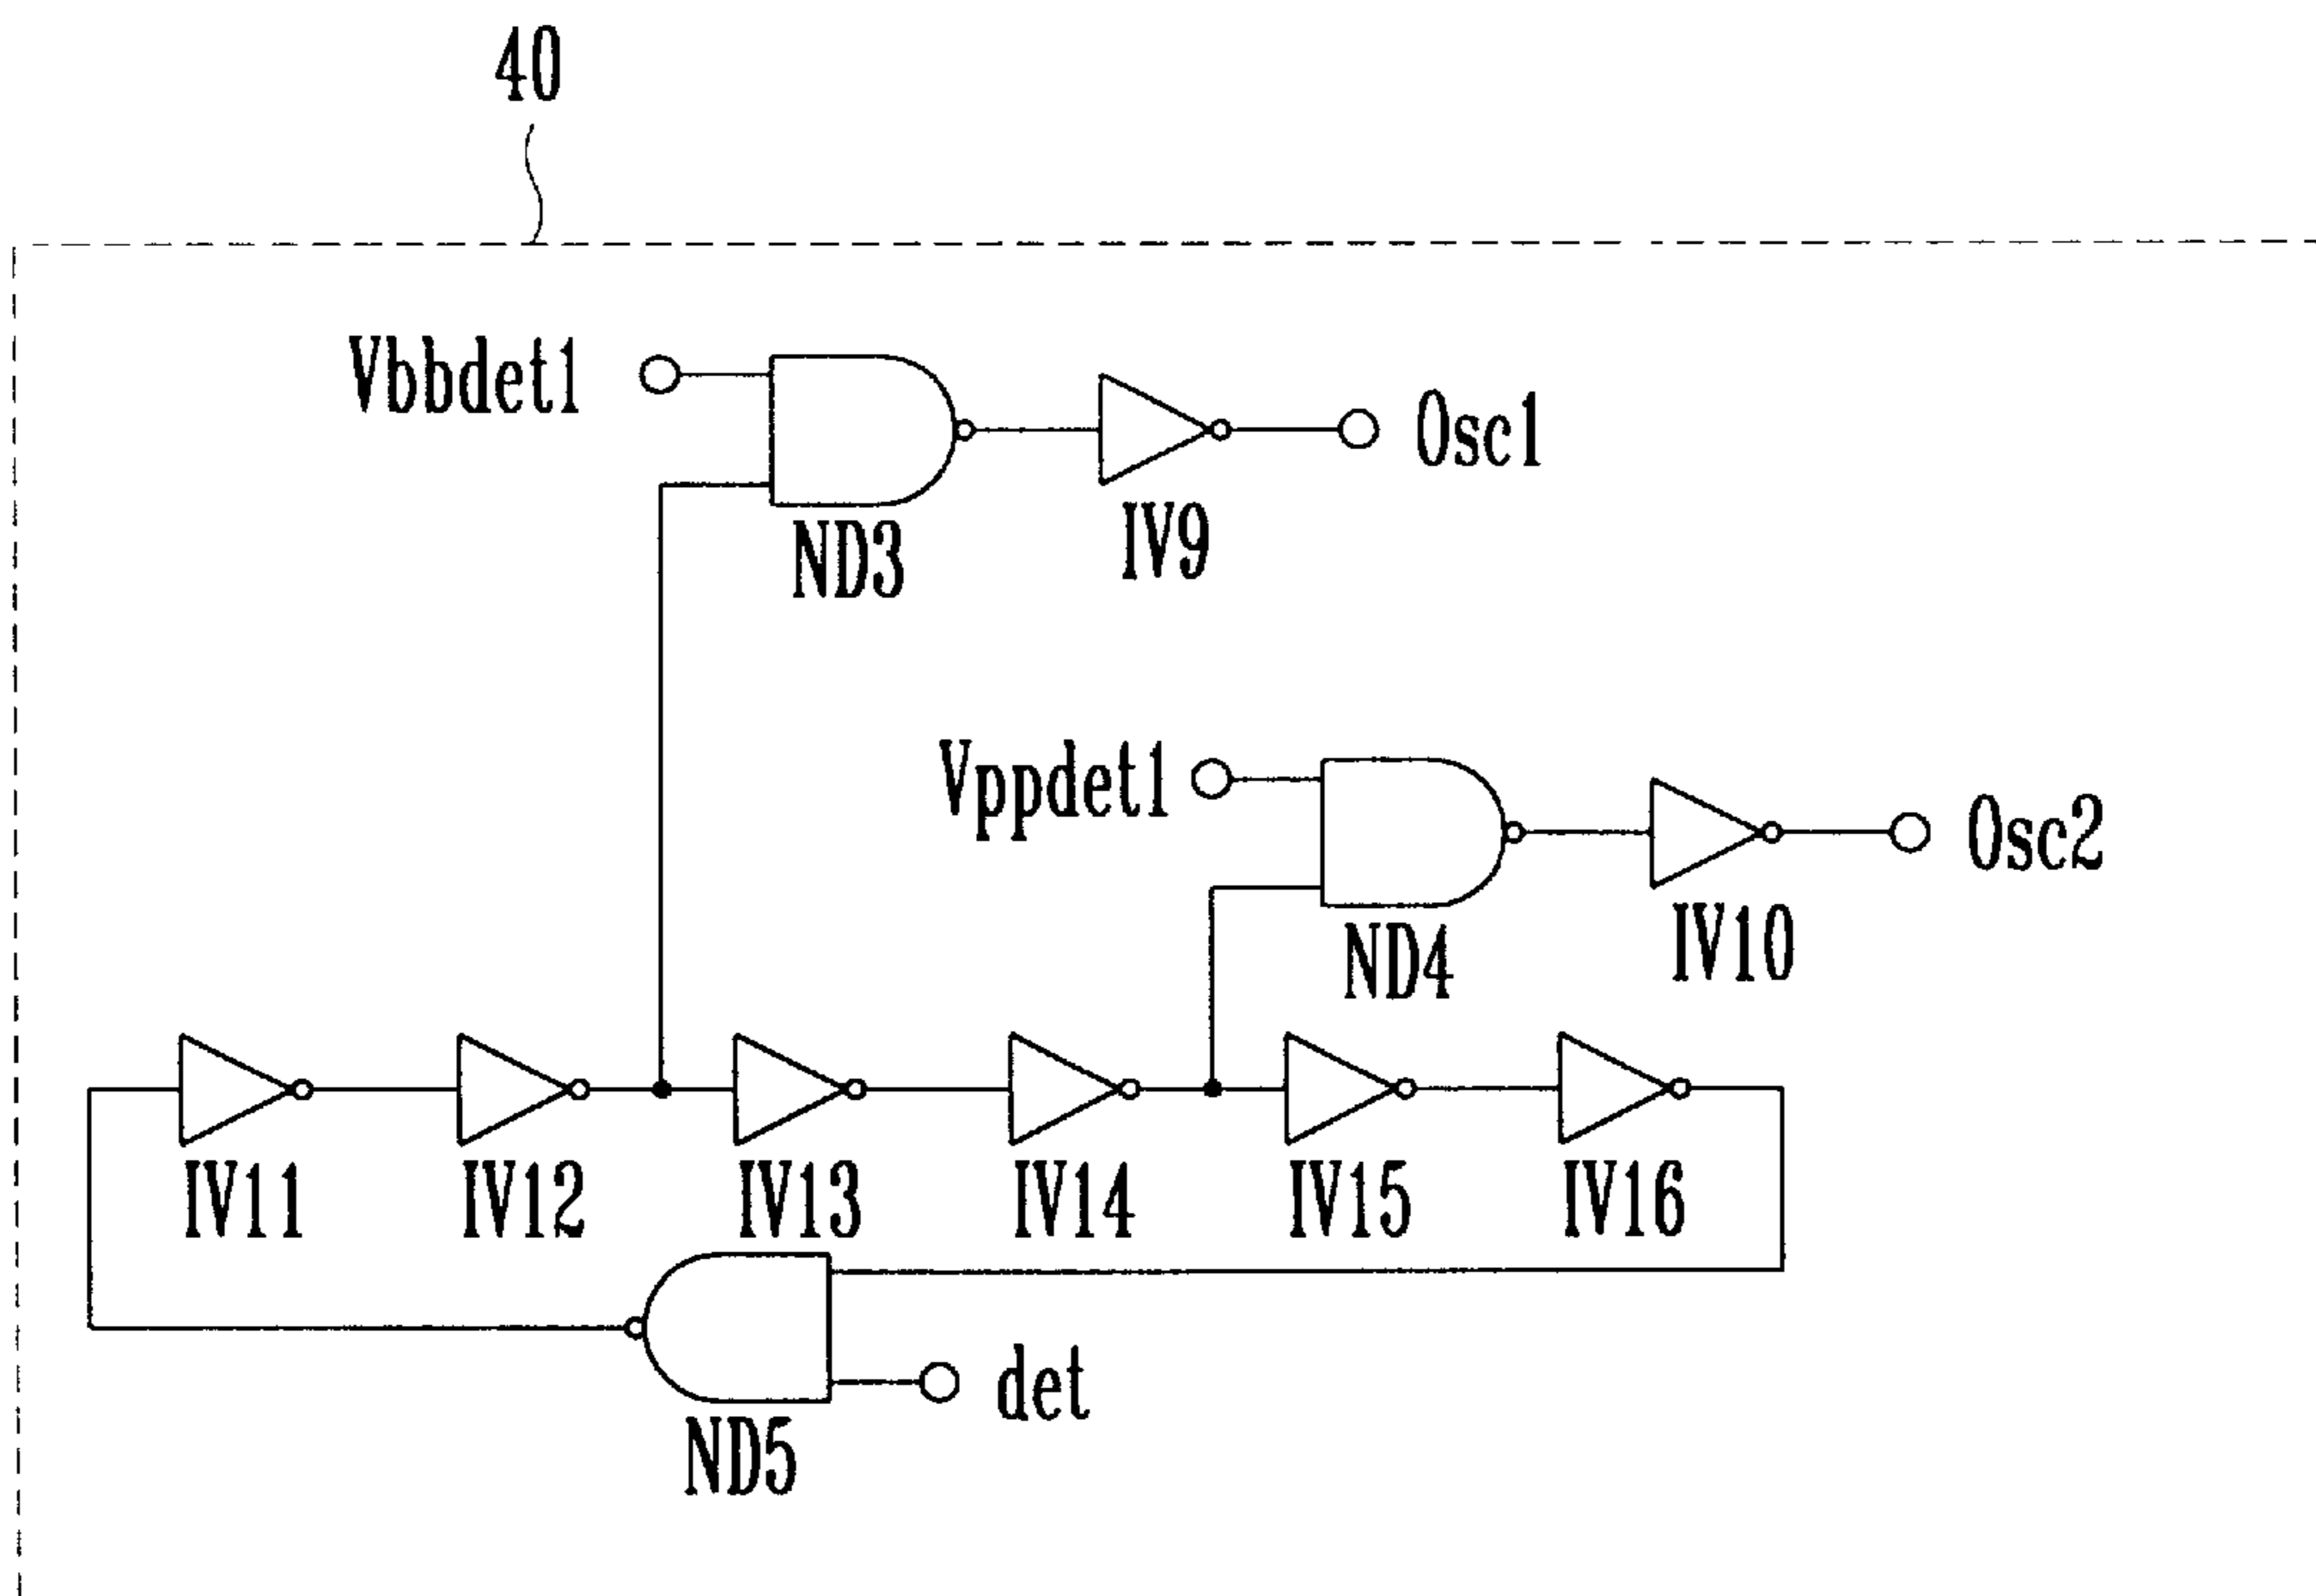 40
Vbbdet1
Osc1
ND3
IV9
Vppdet1
Osc2
ND4
IV10
IV11 IV12 IV13 IV14 IV15 IV16
det
ND5